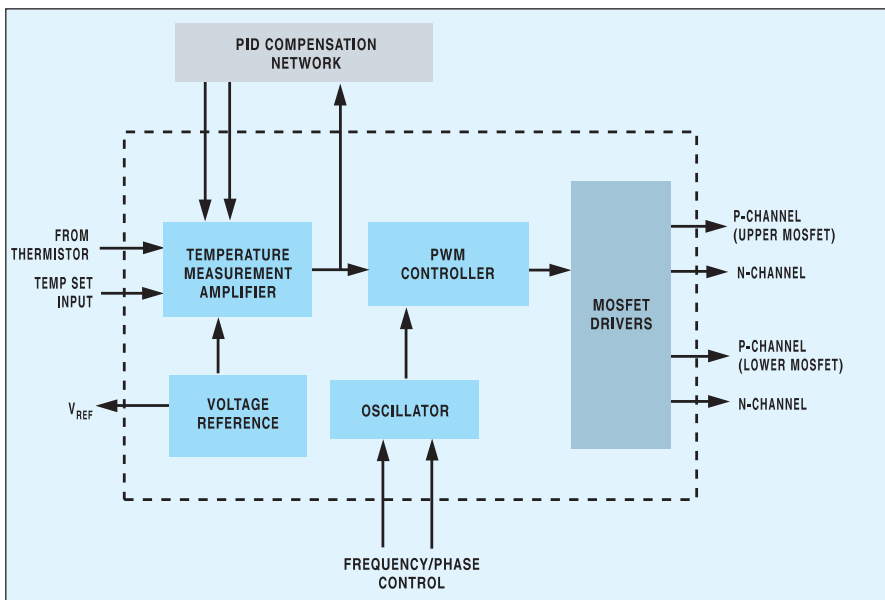 PID COMPENSATION
NETWORK
FROM
THERMISTOR
TEMP SET
INPUT
TEMPERATURE
MEASUREMENT
AMPLIFIER
PWM
CONTROLLER
MOSFET
DRIVERS
P-CHANNEL
(UPPER MOSFET)
N-CHANNEL
P-CHANNEL
(LOWER MOSFET)
N-CHANNEL
VREF
VOLTAGE
REFERENCE
OSCILLATOR
FREQUENCY/PHASE
CONTROL